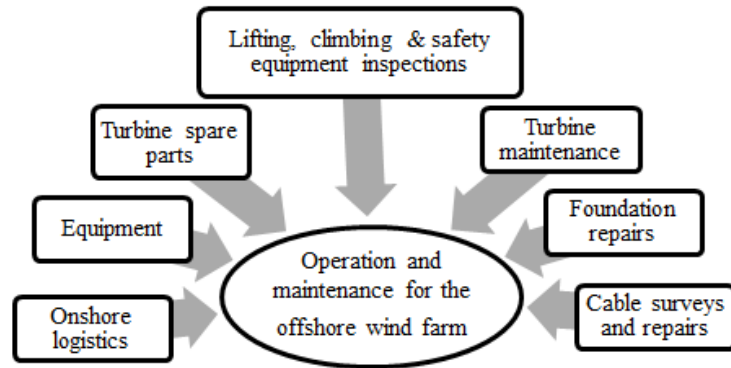 Lifting, climbing & safety
equipment inspections
Turbine spare
parts
Turbine
maintenance
Equipment
Foundation
repairs
Operation and
maintenance for the
offshore wind farm
Onshore
logistics
Cable surveys
and repairs